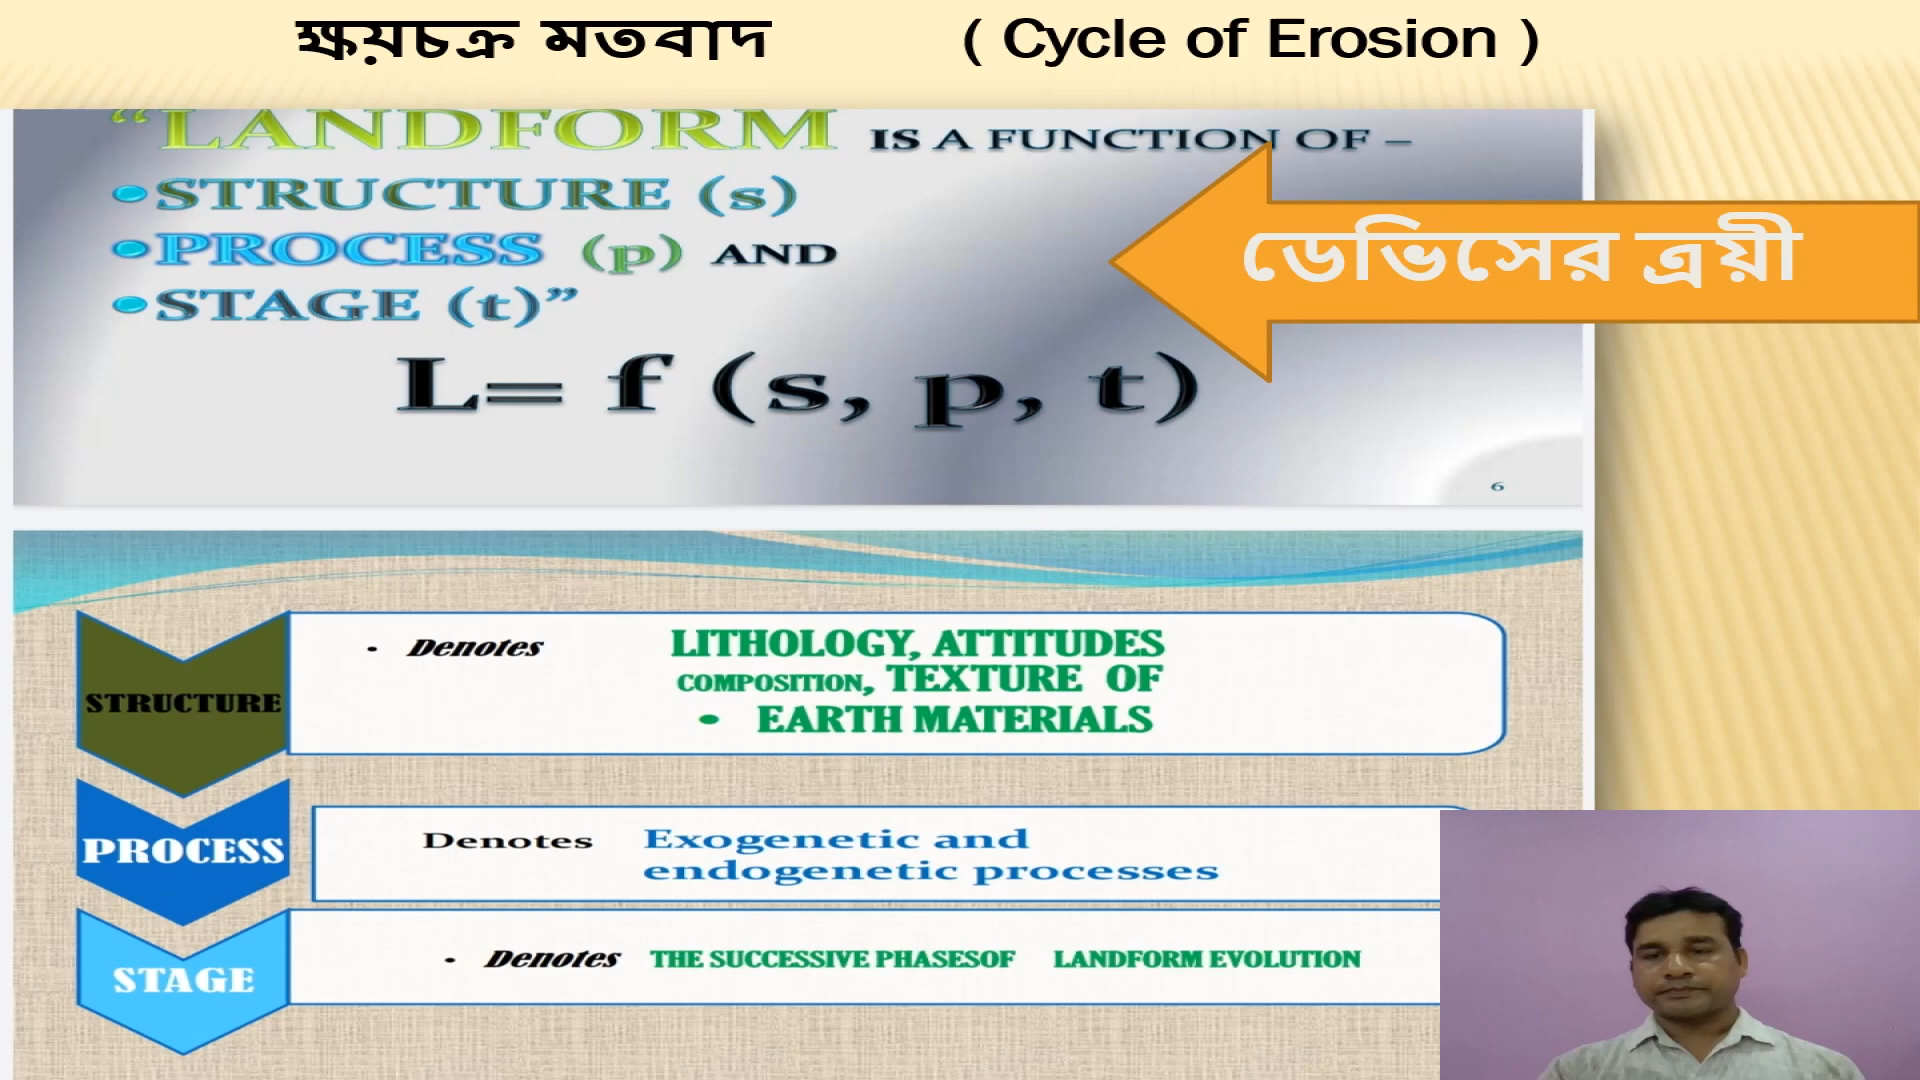 ক্ষয়চক্র মতবাদ ( Cycle of Erosion )
“LANDFORM IS A FUNCTION OF –
•STRUCTURE (s)
•PROCESS (p) AND
•STAGE (t)”
ডেভিসের ত্রয়ী
L= f (s, p, t)
6
STRUCTURE
• Denotes LITHOLOGY, ATTITUDES
COMPOSITION, TEXTURE OF
• EARTH MATERIALS
PROCESS
Denotes Exogenetic and
endogenetic processes
STAGE
• Denotes THE SUCCESSIVE PHASESOF LANDFORM EVOLUTION